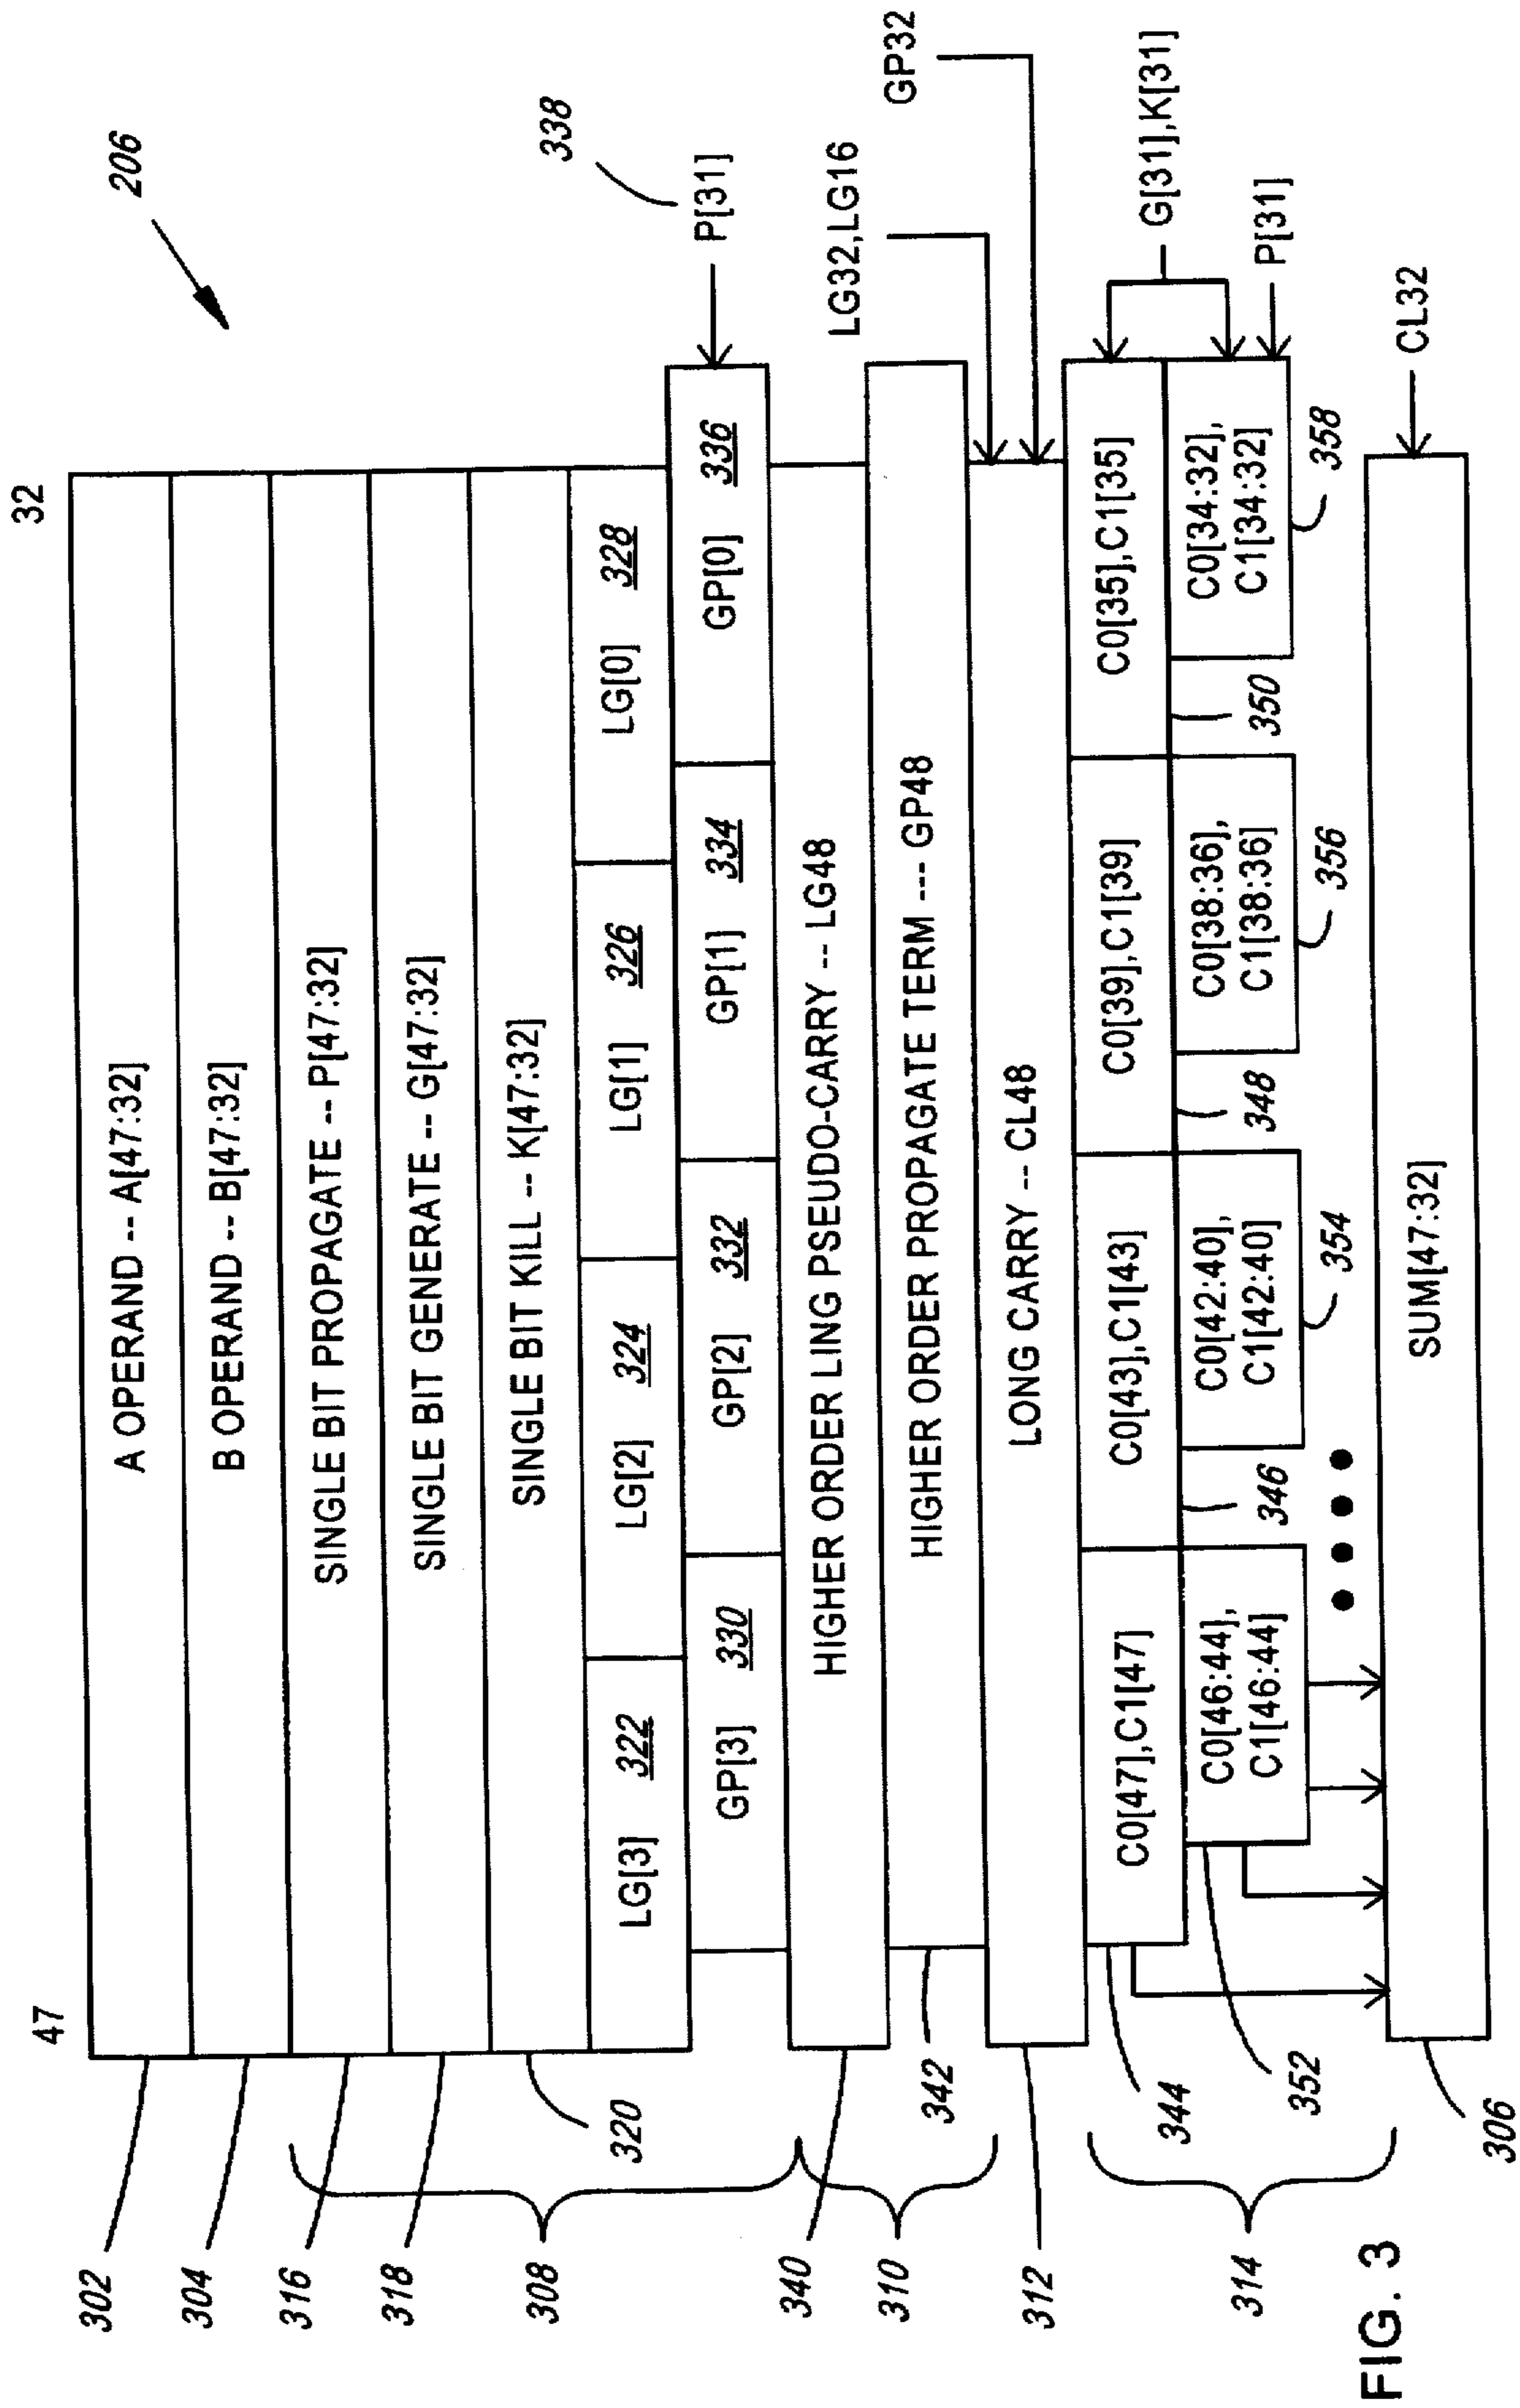 206
47
32
302
A OPERAND -- A[47:32]
304
B OPERAND -- B[47:32]
316
SINGLE BIT PROPAGATE -- P[47:32]
318
SINGLE BIT GENERATE -- G[47:32]
320
SINGLE BIT KILL -- K[47:32]
308
LG[3] 322
LG[2] 324
LG[1] 326
LG[0] 328
GP[3] 330
GP[2] 332
GP[1] 334
GP[0] 336
P[31]
338
340
HIGHER ORDER LING PSEUDO-CARRY -- LG48
310
342
HIGHER ORDER PROPAGATE TERM --- GP48
LG32,LG16
GP32
312
LONG CARRY -- CL48
344
C0[47],C1[47]
C0[43],C1[43]
C0[39],C1[39]
C0[35],C1[35]
G[31],K[31]
352
C0[46:44],
C1[46:44]
346
C0[42:40],
C1[42:40]
354
348
C0[38:36],
C1[38:36]
356
350
C0[34:32],
C1[34:32]
358
P[31]
314
306
SUM[47:32]
CL32
FIG. 3